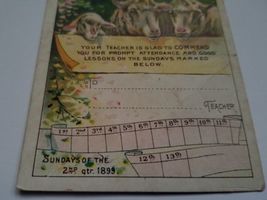 YOUR TEACHER IS GLAD TO COMMEND
YOU FOR PROMPT ATTENDANCE AND GOOD
LESSONS ON THE SUNDAYS MARKED
BELOW.
TO
TEACHER
1st 2nd 3rd 4th 5th 6th 7th 8th 9th 10th 11th
12th 13th
SUNDAYS OF THE
2ND qtr. 1899